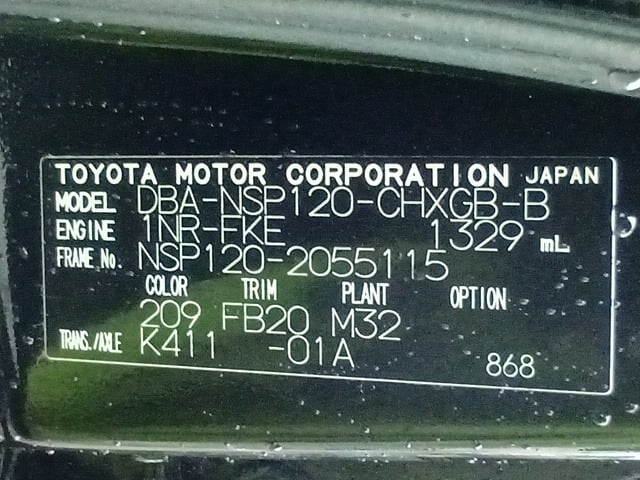 TOYOTA MOTOR CORPORATION JAPAN
MODEL DBA-NSP120-CHXGB-B
ENGINE 1NR-FKE 1329 mL
FRAME No. NSP120-2055115
COLOR TRIM PLANT OPTION
209 FB20 M32
TRANS./AXLE K411 -01A
868